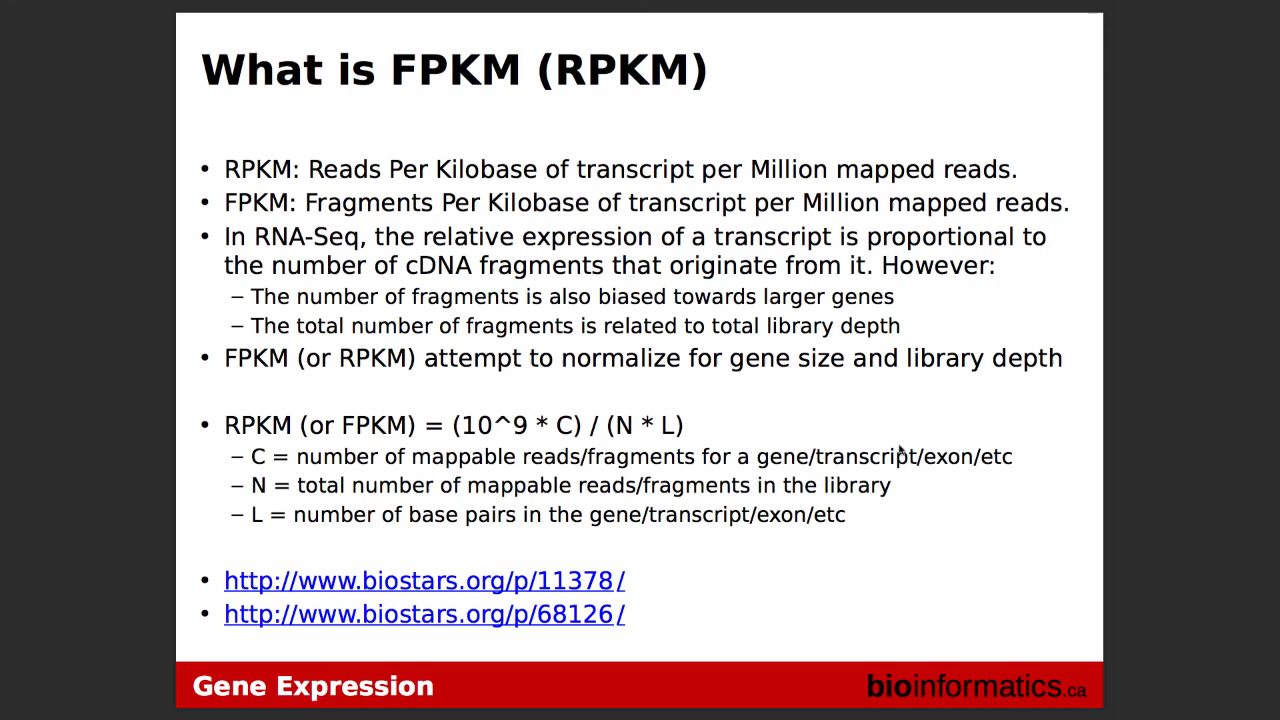 What is FPKM (RPKM)
• RPKM: Reads Per Kilobase of transcript per Million mapped reads.
• FPKM: Fragments Per Kilobase of transcript per Million mapped reads.
• In RNA-Seq, the relative expression of a transcript is proportional to
the number of cDNA fragments that originate from it. However:
– The number of fragments is also biased towards larger genes
– The total number of fragments is related to total library depth
• FPKM (or RPKM) attempt to normalize for gene size and library depth
• RPKM (or FPKM) = (10^9 * C) / (N * L)
– C = number of mappable reads/fragments for a gene/transcript/exon/etc
– N = total number of mappable reads/fragments in the library
– L = number of base pairs in the gene/transcript/exon/etc
• http://www.biostars.org/p/11378/
• http://www.biostars.org/p/68126/
Gene Expression
bioinformatics.ca